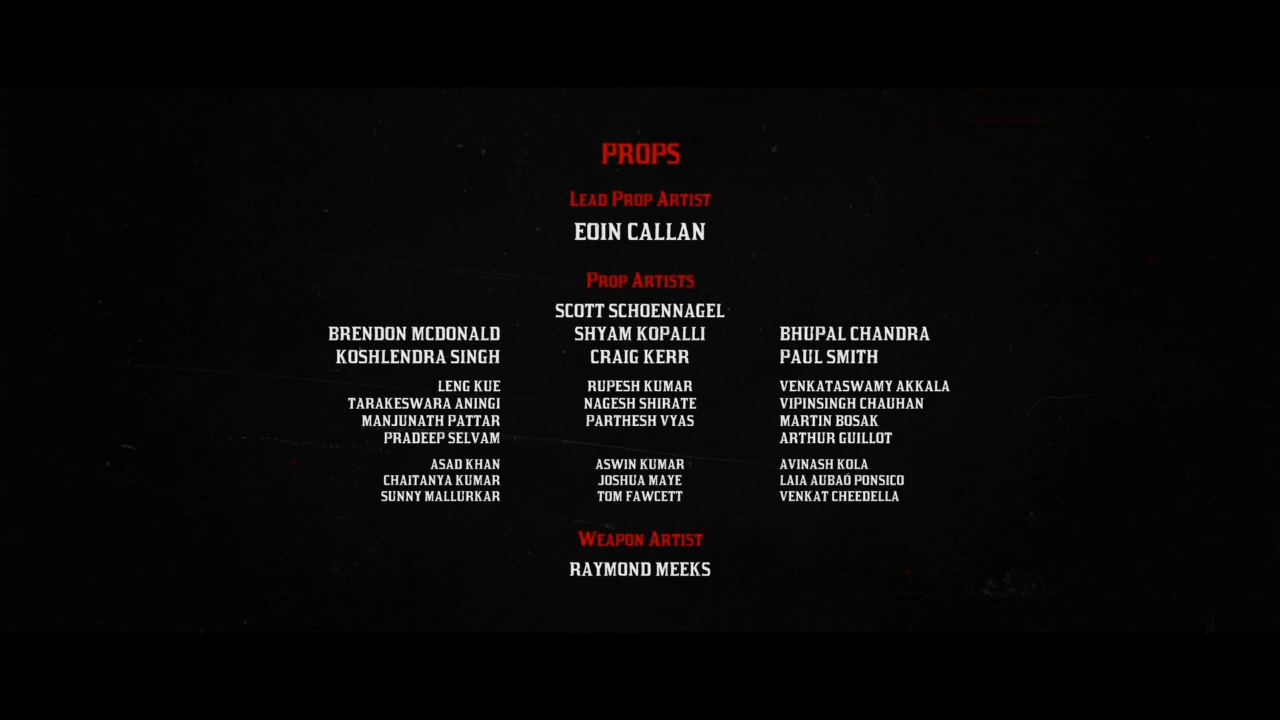 PROPS
LEAD PROP ARTIST
EOIN CALLAN
PROP ARTISTS
SCOTT SCHOENNAGEL
BRENDON MCDONALD SHYAM KOPALLI BHUPAL CHANDRA
KOSHLENDRA SINGH CRAIG KERR PAUL SMITH
LENG KUE RUPESH KUMAR VENKATASWAMY AKKALA
TARAKESWARA ANINGI NAGESH SHIRATE VIPINSINGH CHAUHAN
MANJUNATH PATTAR PARTHESH VYAS MARTIN BOSAK
PRADEEP SELVAM ARTHUR GUILLOT
ASAD KHAN ASWIN KUMAR AVINASH KOLA
CHAITANYA KUMAR JOSHUA MAYE LAIA AUBAÓ PONSICO
SUNNY MALLURKAR TOM FAWCETT VENKAT CHEEDELLA
WEAPON ARTIST
RAYMOND MEEKS